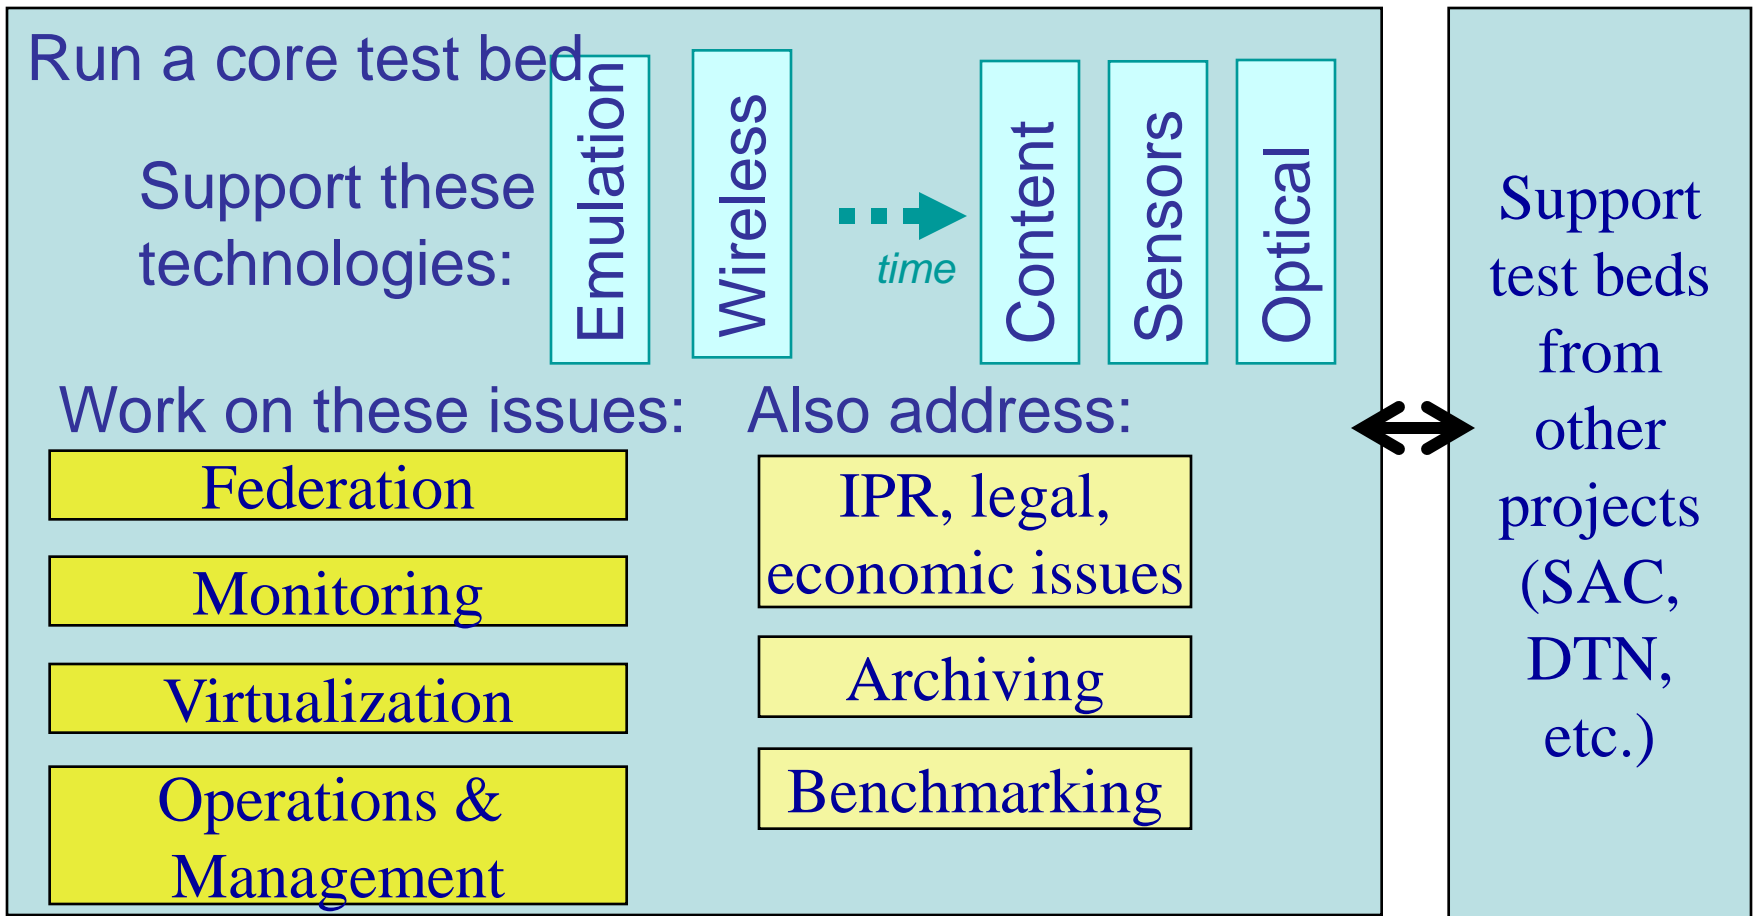 Run a core test bed
Support these
technologies:
Emulation
Wireless
time
Content
Sensors
Optical
Work on these issues:
Federation
Monitoring
Virtualization
Operations &
Management
Also address:
IPR, legal,
economic issues
Archiving
Benchmarking
Support
test beds
from
other
projects
(SAC,
DTN,
etc.)